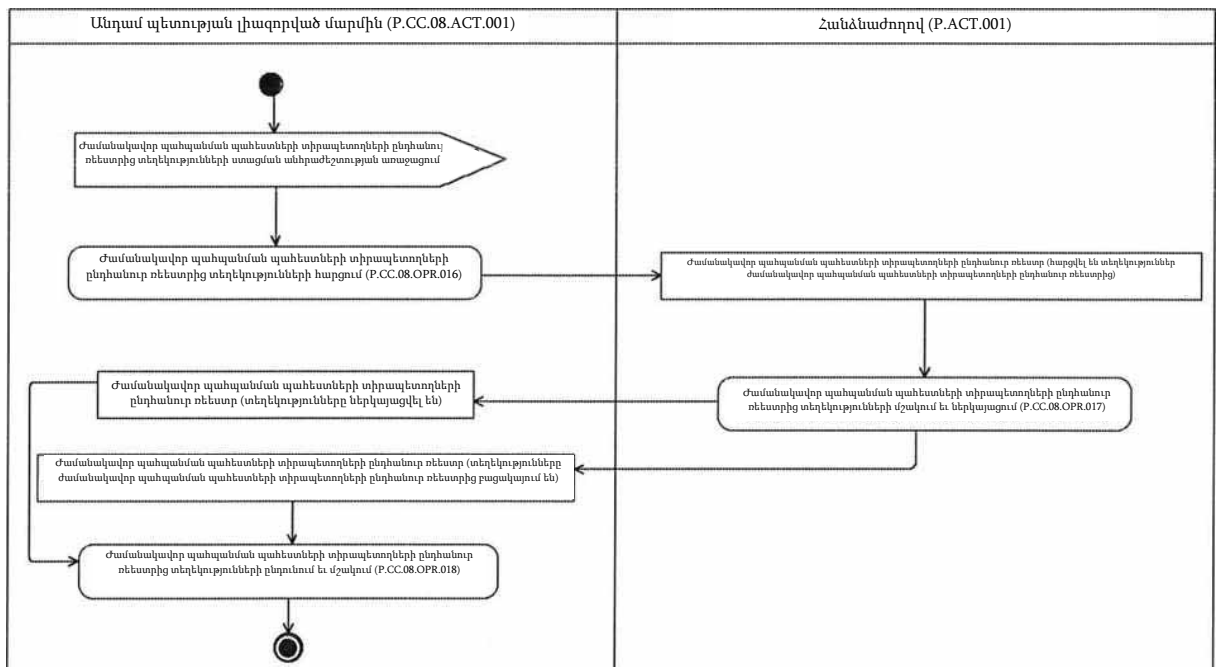 Անդամ պետության լիազորված մարմին (P.CC.08.ACT.001)
Հանձնաժողով (P.ACT.001)
Ժամանակավոր պահպանման պահեստների տիրապետողների ընդհանուր
ռեեստրից տեղեկությունների ստացման անհրաժեշտության առաջացում
Ժամանակավոր պահպանման պահեստների տիրապետողների
ընդհանուր ռեեստրից տեղեկությունների հարցում (P.CC.08.OPR.016)
Ժամանակավոր պահպանման պահեստների տիրապետողների ընդհանուր ռեեստր (հարցվել են տեղեկություններ
ժամանակավոր պահպանման պահեստների տիրապետողների ընդհանուր ռեեստրից)
Ժամանակավոր պահպանման պահեստների տիրապետողների
ընդհանուր ռեեստր (տեղեկությունները ներկայացվել են)
Ժամանակավոր պահպանման պահեստների տիրապետողների ընդհանուր
ռեեստրից տեղեկությունների մշակում եւ ներկայացում (P.CC.08.OPR.017)
Ժամանակավոր պահպանման պահեստների տիրապետողների ընդհանուր ռեեստր (տեղեկությունները
ժամանակավոր պահպանման պահեստների տիրապետողների ընդհանուր ռեեստրից բացակայում են)
Ժամանակավոր պահպանման պահեստների տիրապետողների ընդհանուր
ռեեստրից տեղեկությունների ընդունում եւ մշակում (P.CC.08.OPR.018)